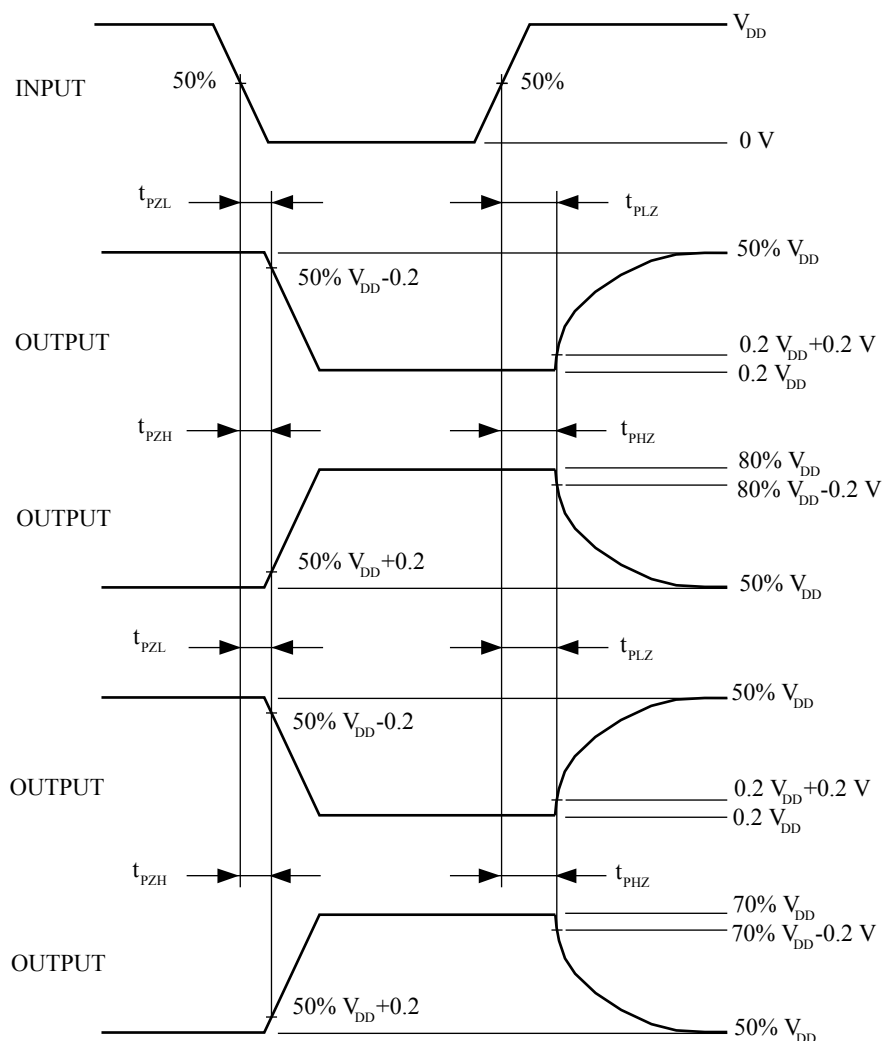 V_DD
INPUT
50%
50%
0 V
t_PZL
t_PLZ
50% V_DD
50% V_DD-0.2
OUTPUT
0.2 V_DD+0.2 V
0.2 V_DD
t_PZH
t_PHZ
80% V_DD
80% V_DD-0.2 V
OUTPUT
50% V_DD+0.2
50% V_DD
t_PZL
t_PLZ
50% V_DD
50% V_DD-0.2
OUTPUT
0.2 V_DD+0.2 V
0.2 V_DD
t_PZH
t_PHZ
70% V_DD
70% V_DD-0.2 V
OUTPUT
50% V_DD+0.2
50% V_DD